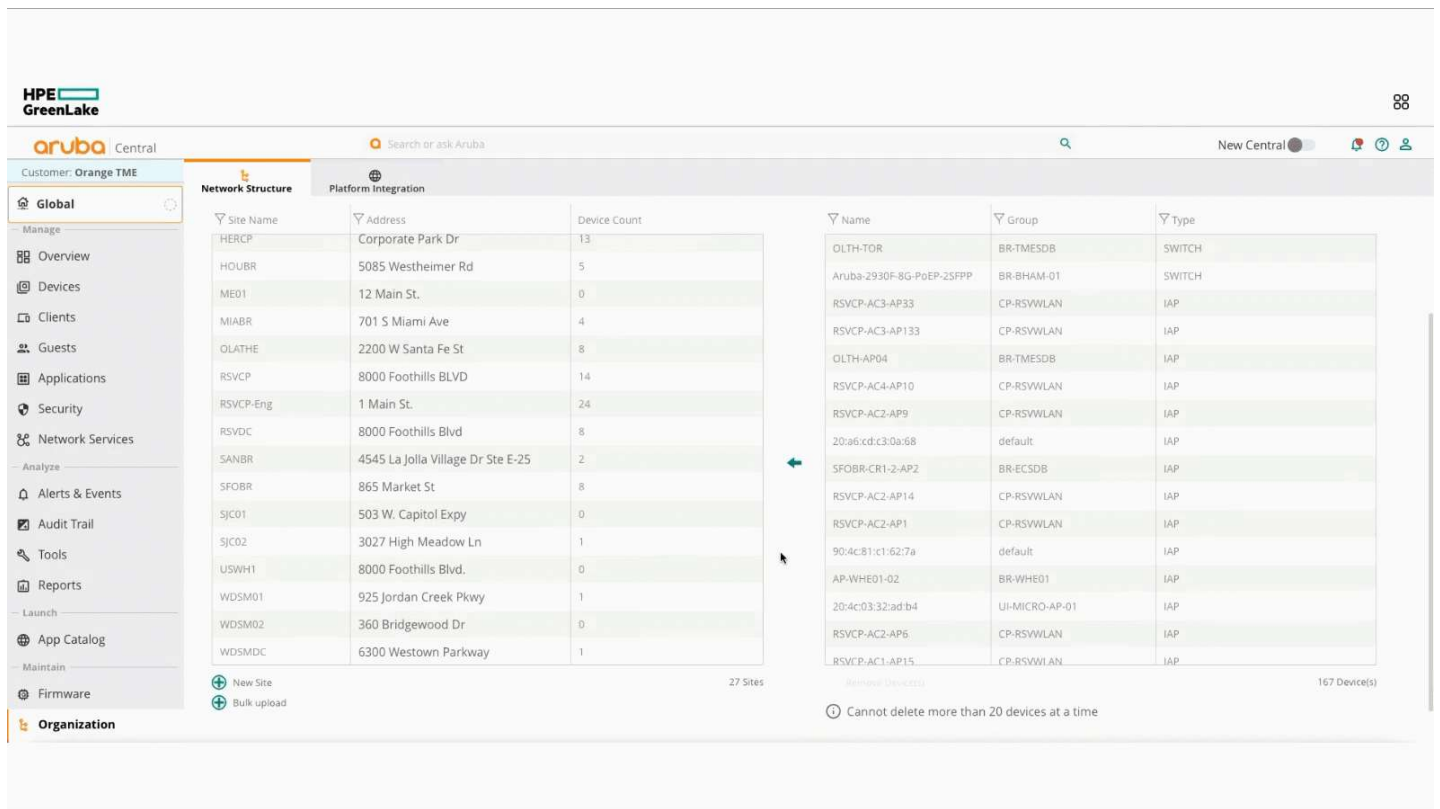 HPE
GreenLake
aruba Central
Search or ask Aruba
New Central
Customer: Orange TME
Network Structure
Platform Integration
Global
Manage
Overview
Devices
Clients
Guests
Applications
Security
Network Services
Analyze
Alerts & Events
Audit Trail
Tools
Reports
Launch
App Catalog
Maintain
Firmware
Organization
Site Name Address Device Count
HERCP Corporate Park Dr 13
HOUBR 5085 Westheimer Rd 5
ME01 12 Main St. 0
MIABR 701 S Miami Ave 4
OLATHE 2200 W Santa Fe St 8
RSVCP 8000 Foothills BLVD 14
RSVCP-Eng 1 Main St. 24
RSVDC 8000 Foothills Blvd 8
SANBR 4545 La Jolla Village Dr Ste E-25 2
SFOBR 865 Market St 8
SJC01 503 W. Capitol Expy 0
SJC02 3027 High Meadow Ln 1
USWH1 8000 Foothills Blvd. 0
WDSM01 925 Jordan Creek Pkwy 1
WDSM02 360 Bridgewood Dr 0
WDSMDC 6300 Westown Parkway 1
New Site
27 Sites
Bulk upload
Name Group Type
OLTH-TOR BR-TMESDB SWITCH
Aruba-2930F-8G-PoEP-2SFPP BR-BHAM-01 SWITCH
RSVCP-AC3-AP33 CP-RSVWLAN IAP
RSVCP-AC3-AP133 CP-RSVWLAN IAP
OLTH-AP04 BR-TMESDB IAP
RSVCP-AC4-AP10 CP-RSVWLAN IAP
RSVCP-AC2-AP9 CP-RSVWLAN IAP
20:a6:cd:c3:0a:68 default IAP
SFOBR-CR1-2-AP2 BR-ECSDB IAP
RSVCP-AC2-AP14 CP-RSVWLAN IAP
RSVCP-AC2-AP1 CP-RSVWLAN IAP
90:4c:81:c1:62:7a default IAP
AP-WHE01-02 BR-WHE01 IAP
20:4c:03:32:ad:b4 UI-MICRO-AP-01 IAP
RSVCP-AC2-AP6 CP-RSVWLAN IAP
RSVCP-AC1-AP15 CP-RSVWLAN IAP
Remove Device(s)
167 Device(s)
Cannot delete more than 20 devices at a time